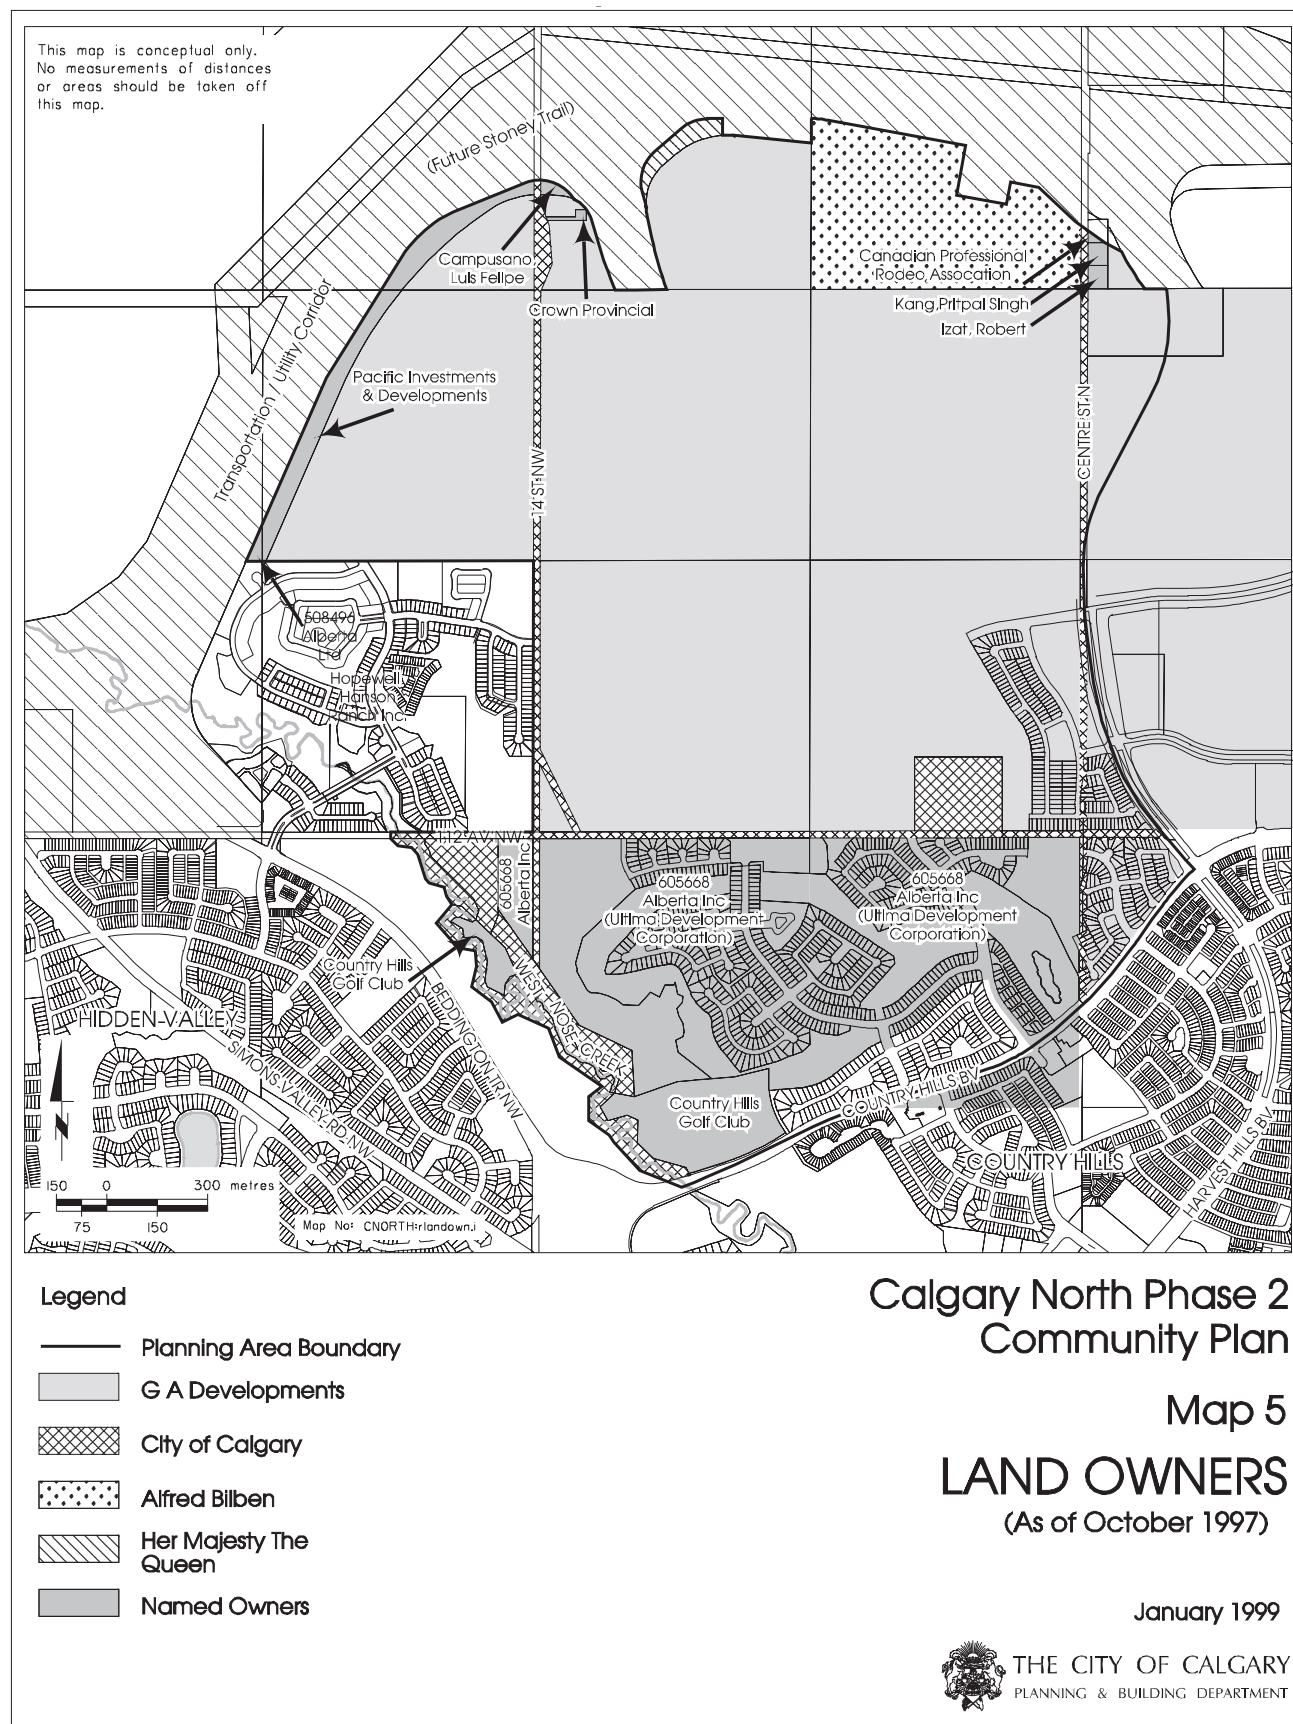 This map is conceptual only.
No measurements of distances
or areas should be taken off
this map.
(Future Stoney Trail)
Campusano,
Luis Felipe
Crown Provincial
Canadian Professional
Rodeo Assocation
Kang,Pritpal Singh
Izat, Robert
Transportation / Utility Corridor
Pacific Investments
& Developments
14 ST NW
CENTRE ST N
508496
Alberta
Ltd
Hopewell
Hanson
Ranch Inc.
112 AV NW
605668
Alberta Inc
605668
Alberta Inc
(Ultima Development
Corporation)
605668
Alberta Inc
(Ultima Development
Corporation)
Country Hills
Golf Club
WEST NOSE CREEK
BEDDINGTON TR NW
HIDDEN VALLEY
SIMONS VALLEY RD NW
Country Hills
Golf Club
COUNTRY HILLS BV
COUNTRY HILLS
HARVEST HILLS BV
N
150 0 300 metres
75 150
Map No: CNORTH:rlandown.i
Legend
Planning Area Boundary
G A Developments
City of Calgary
Alfred Bilben
Her Majesty The
Queen
Named Owners
Calgary North Phase 2
Community Plan
Map 5
LAND OWNERS
(As of October 1997)
January 1999
THE CITY OF CALGARY
PLANNING & BUILDING DEPARTMENT